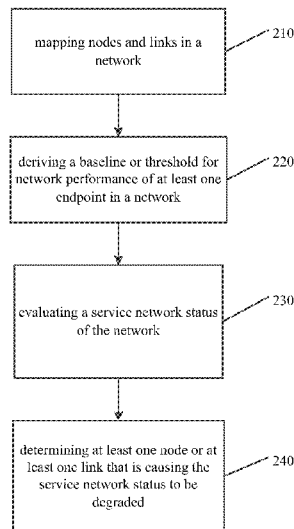 mapping nodes and links in a
network
210
deriving a baseline or threshold for
network performance of at least one
endpoint in a network
220
evaluating a service network status
of the network
230
determining at least one node or at
least one link that is causing the
service network status to be
degraded
240